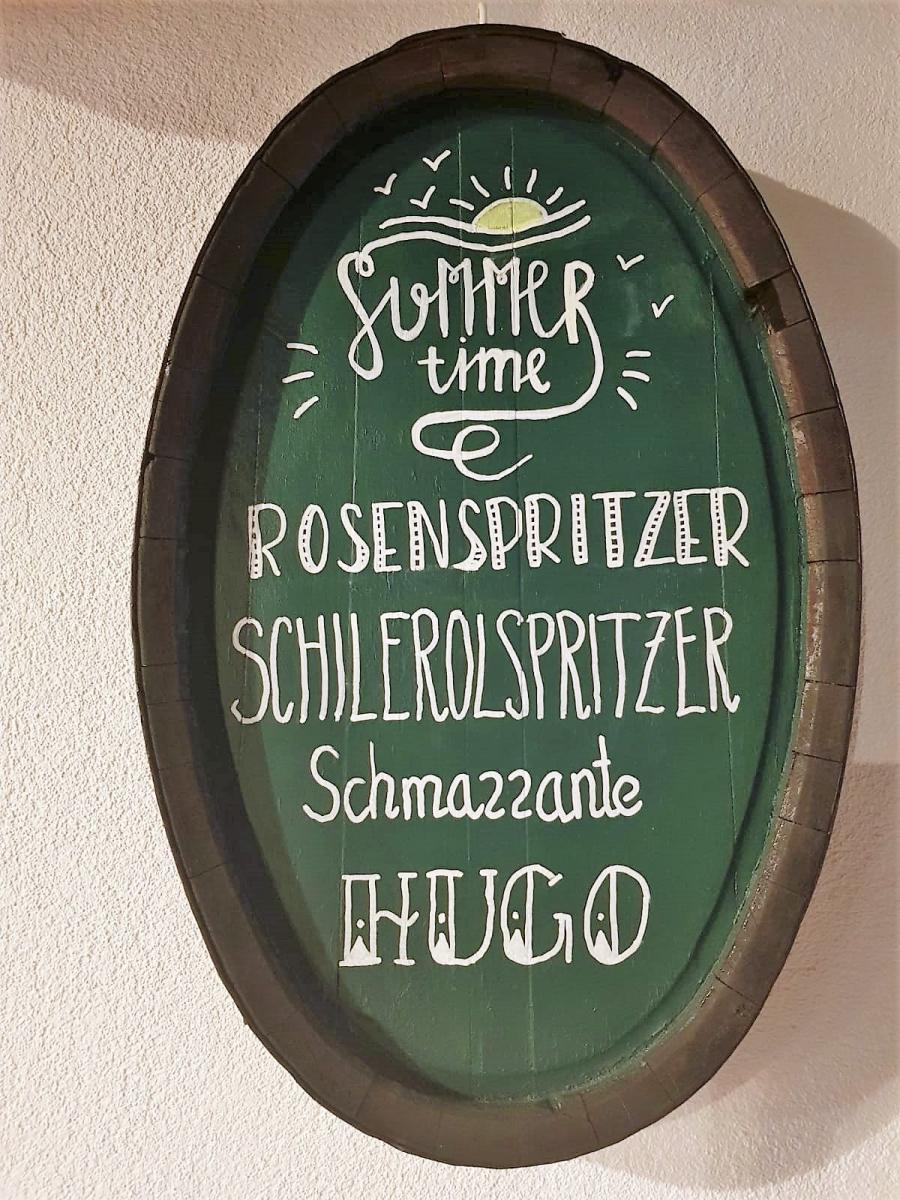 SUMMER
time
ROSENSPRITZER
SCHILEROLSPRITZER
Schmazzante
HUGO